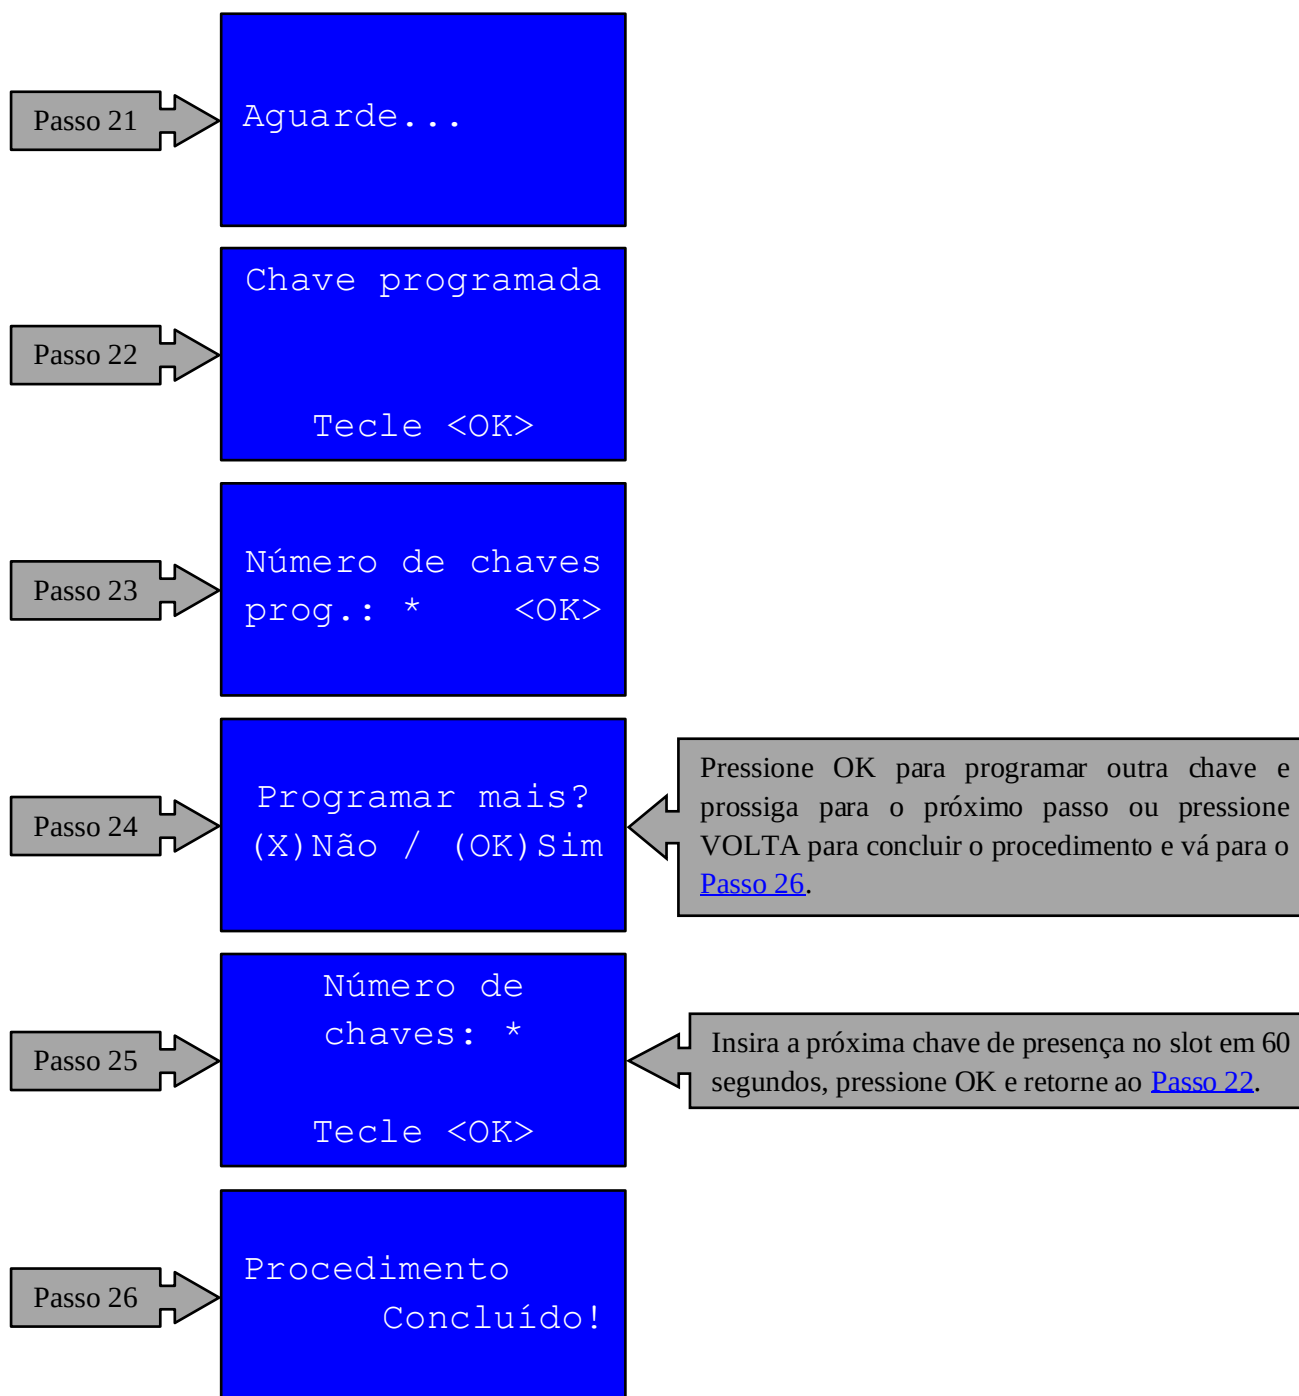 Passo 21
Aguarde...
Passo 22
Chave programada
Tecle <OK>
Passo 23
Número de chaves
prog.: * <OK>
Passo 24
Programar mais?
(X)Não / (OK)Sim
Pressione OK para programar outra chave e
prossiga para o próximo passo ou pressione
VOLTA para concluir o procedimento e vá para o
Passo 26.
Passo 25
Número de
chaves: *
Tecle <OK>
Insira a próxima chave de presença no slot em 60
segundos, pressione OK e retorne ao Passo 22.
Passo 26
Procedimento
Concluído!